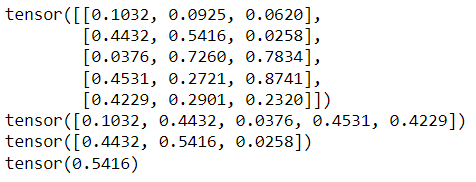 tensor([[0.1032, 0.0925, 0.0620],
        [0.4432, 0.5416, 0.0258],
        [0.0376, 0.7260, 0.7834],
        [0.4531, 0.2721, 0.8741],
        [0.4229, 0.2901, 0.2320]])
tensor([0.1032, 0.4432, 0.0376, 0.4531, 0.4229])
tensor([0.4432, 0.5416, 0.0258])
tensor(0.5416)